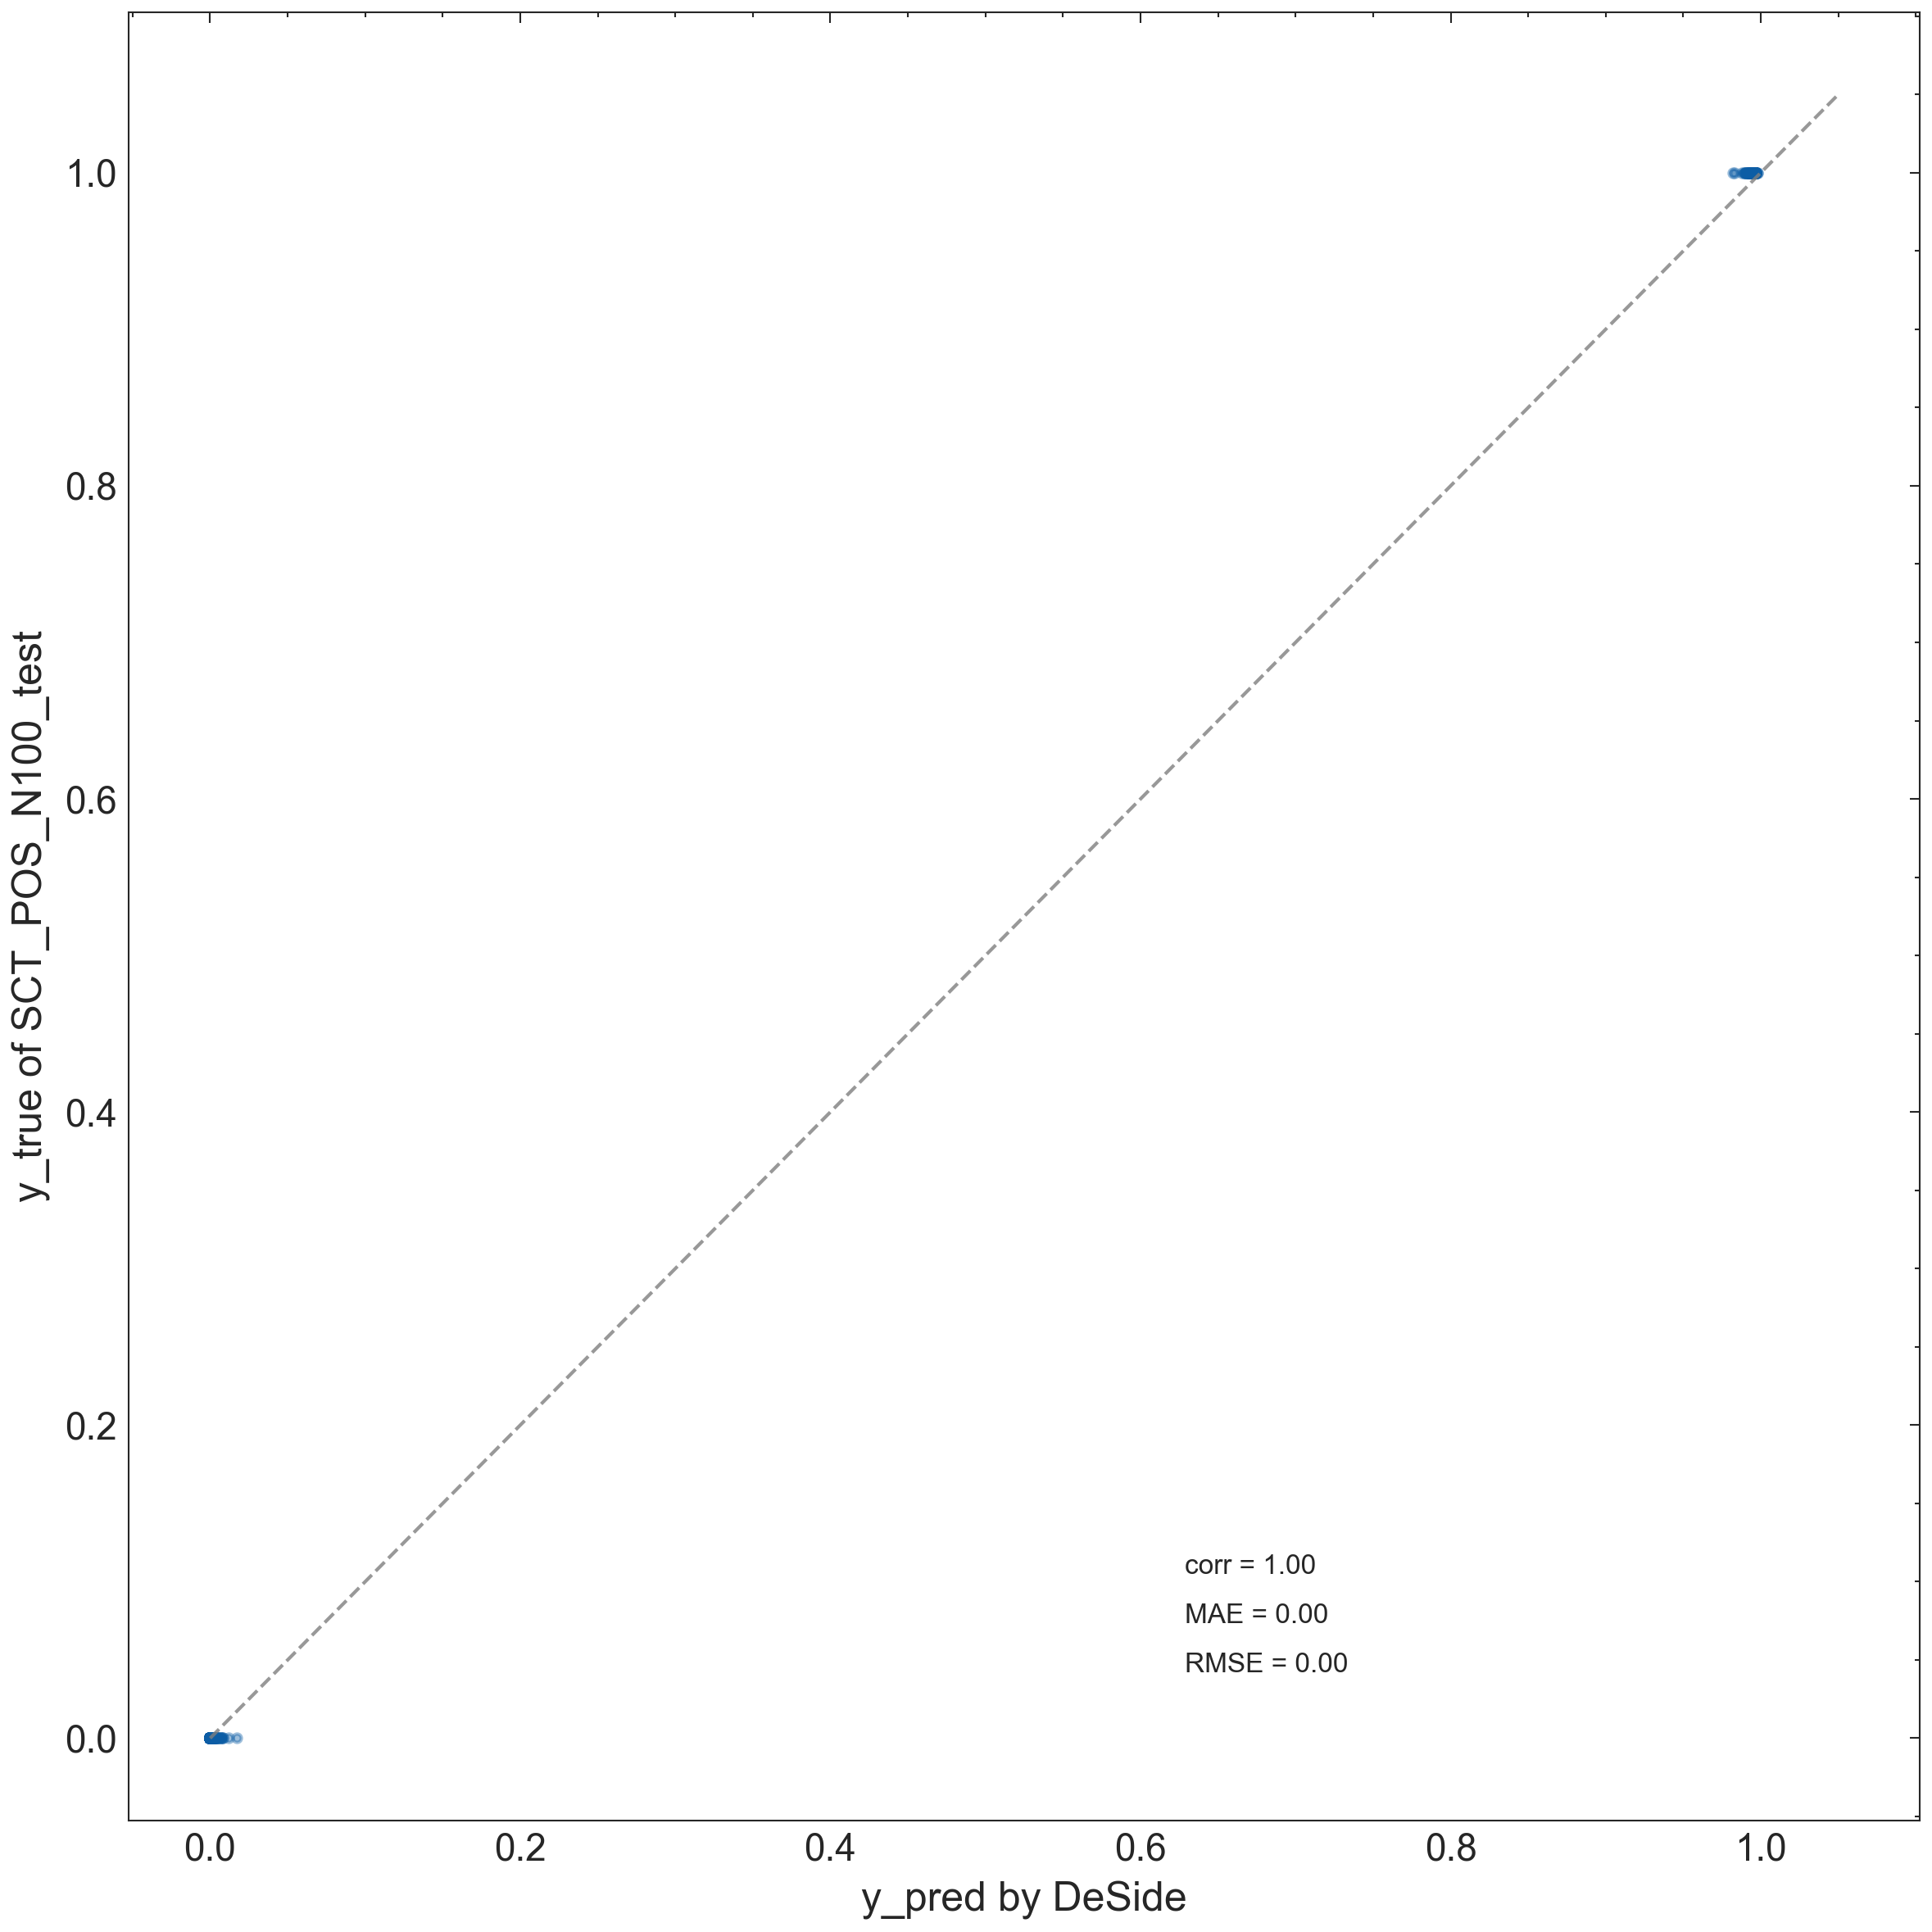 y_true of SCT_POS_N100_test
1.0
0.8
0.6
0.4
0.2
0.0
corr = 1.00
MAE = 0.00
RMSE = 0.00
0.0 0.2 0.4 0.6 0.8 1.0
y_pred by DeSide